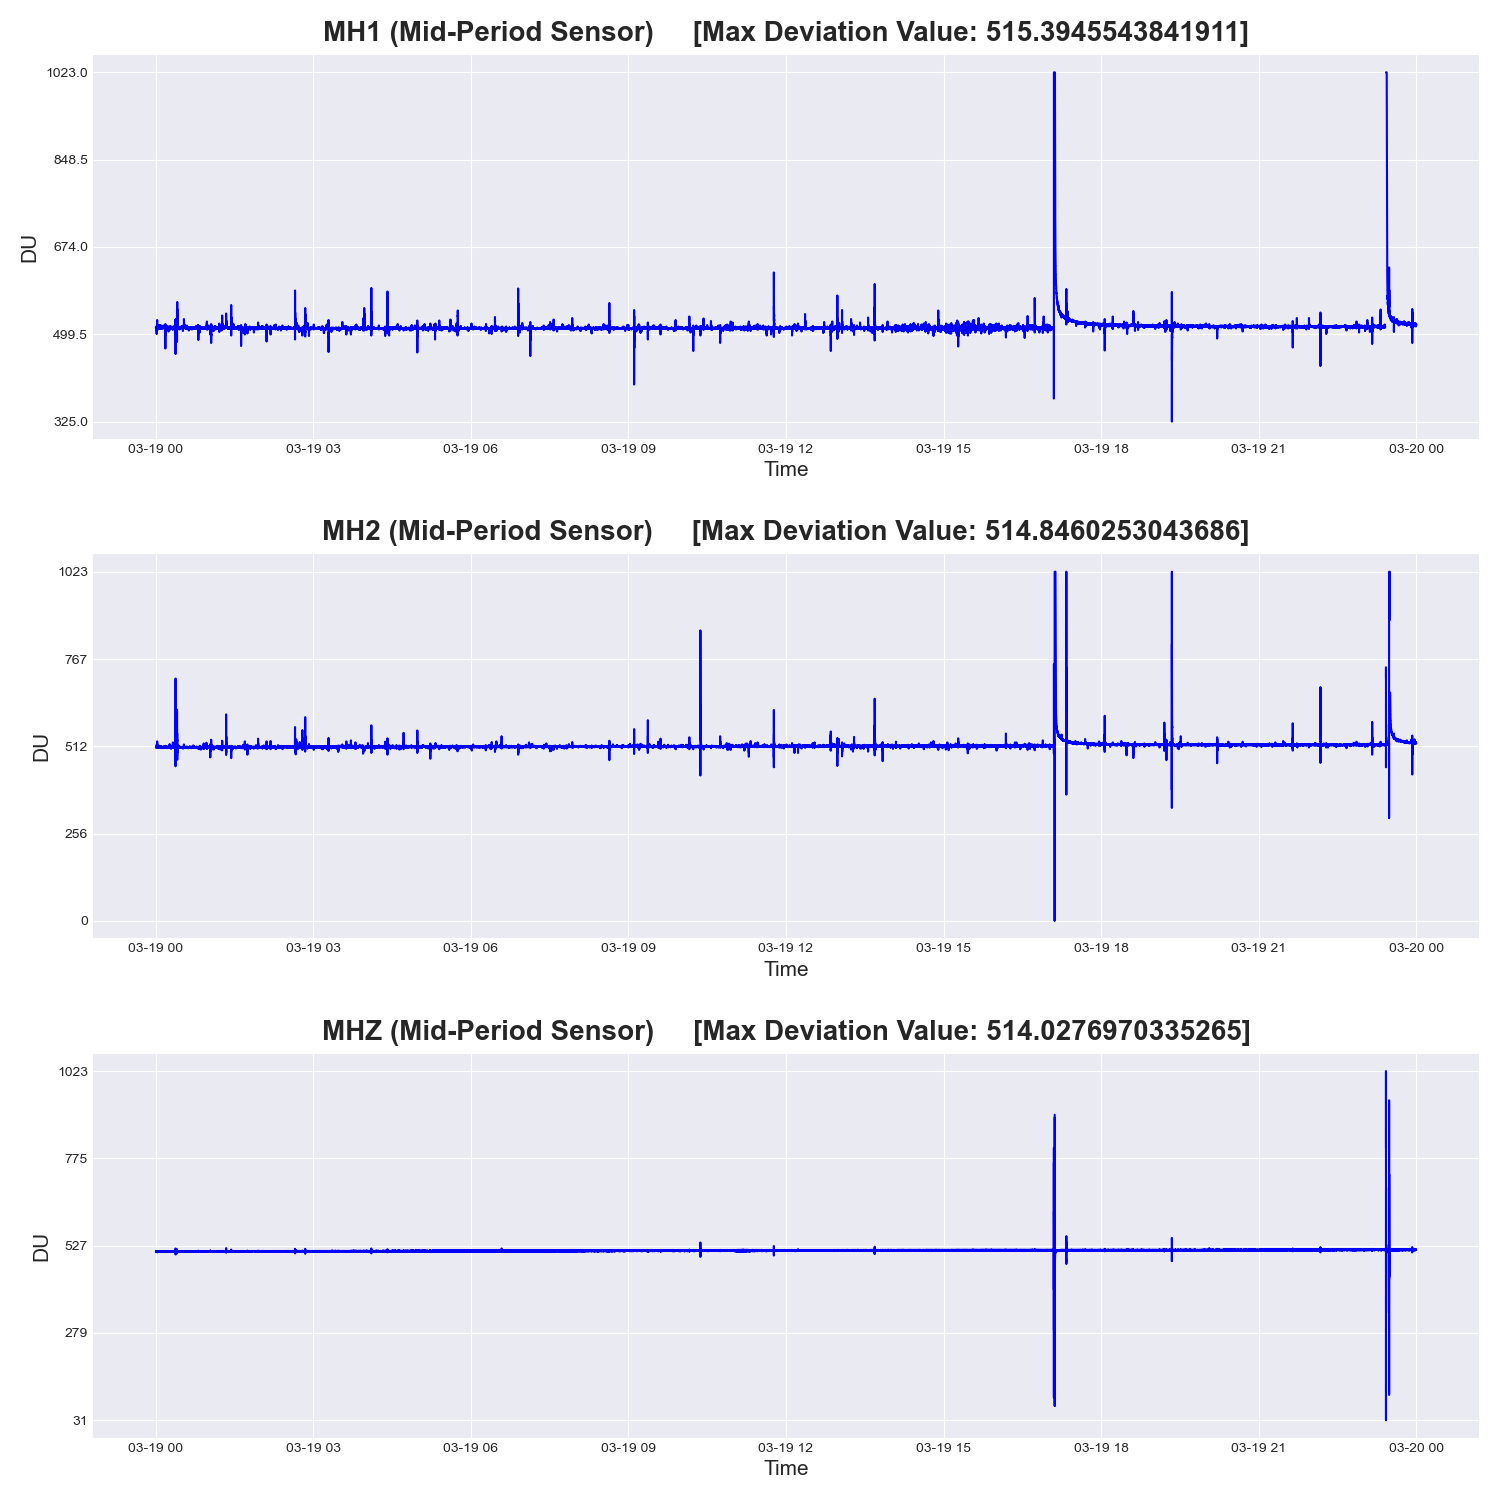 MH1 (Mid-Period Sensor) [Max Deviation Value: 515.3945543841911]
1023.0
848.5
674.0
499.5
325.0
DU
03-19 00 03-19 03 03-19 06 03-19 09 03-19 12 03-19 15 03-19 18 03-19 21 03-20 00
Time
MH2 (Mid-Period Sensor) [Max Deviation Value: 514.8460253043686]
1023
767
512
256
0
DU
03-19 00 03-19 03 03-19 06 03-19 09 03-19 12 03-19 15 03-19 18 03-19 21 03-20 00
Time
MHZ (Mid-Period Sensor) [Max Deviation Value: 514.0276970335265]
1023
775
527
279
31
DU
03-19 00 03-19 03 03-19 06 03-19 09 03-19 12 03-19 15 03-19 18 03-19 21 03-20 00
Time